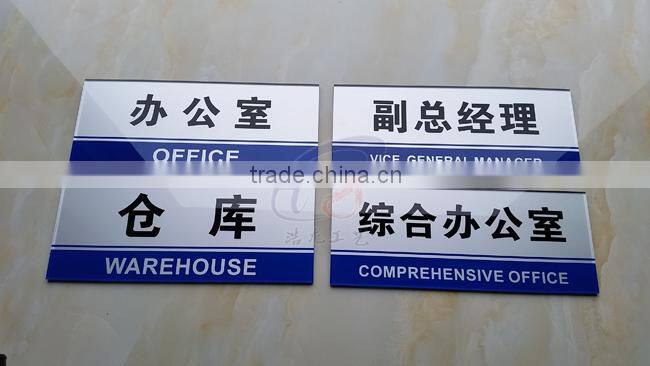 办公室
OFFICE
副总经理
VICE GENERAL MANAGER
trade.china.cn
仓库
WAREHOUSE
综合办公室
COMPREHENSIVE OFFICE